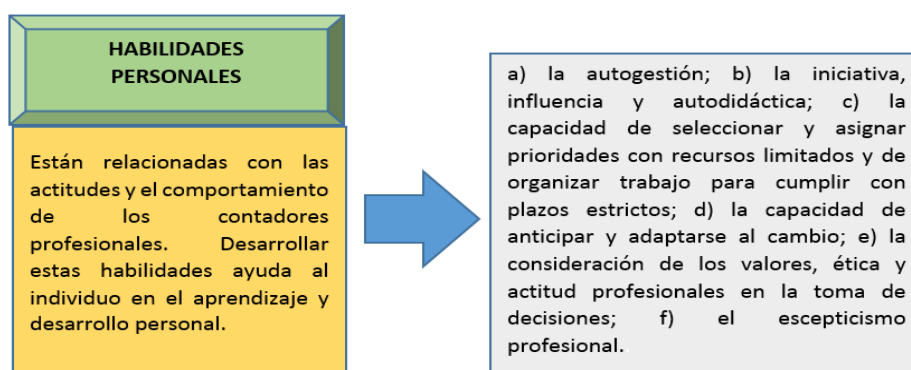 HABILIDADES
PERSONALES
Están relacionadas con las
actitudes y el comportamiento
de los contadores
profesionales. Desarrollar
estas habilidades ayuda al
individuo en el aprendizaje y
desarrollo personal.
a) la autogestión; b) la iniciativa,
influencia y autodidáctica; c) la
capacidad de seleccionar y asignar
prioridades con recursos limitados y de
organizar trabajo para cumplir con
plazos estrictos; d) la capacidad de
anticipar y adaptarse al cambio; e) la
consideración de los valores, ética y
actitud profesionales en la toma de
decisiones; f) el escepticismo
profesional.